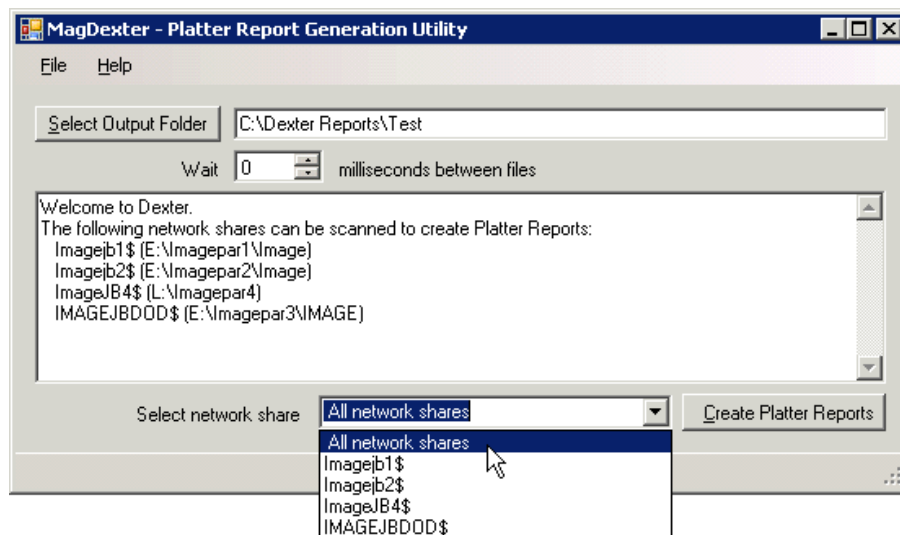 MagDexter - Platter Report Generation Utility
File Help
Select Output Folder C:\Dexter Reports\Test
Wait 0 milliseconds between files
Welcome to Dexter.
The following network shares can be scanned to create Platter Reports:
Imagejb1$ (E:\Imagepar1\Image)
Imagejb2$ (E:\Imagepar2\Image)
ImageJB4$ (L:\Imagepar4)
IMAGEJBDOD$ (E:\Imagepar3\IMAGE)
Select network share All network shares Create Platter Reports
All network shares
Imagejb1$
Imagejb2$
ImageJB4$
IMAGEJBDOD$